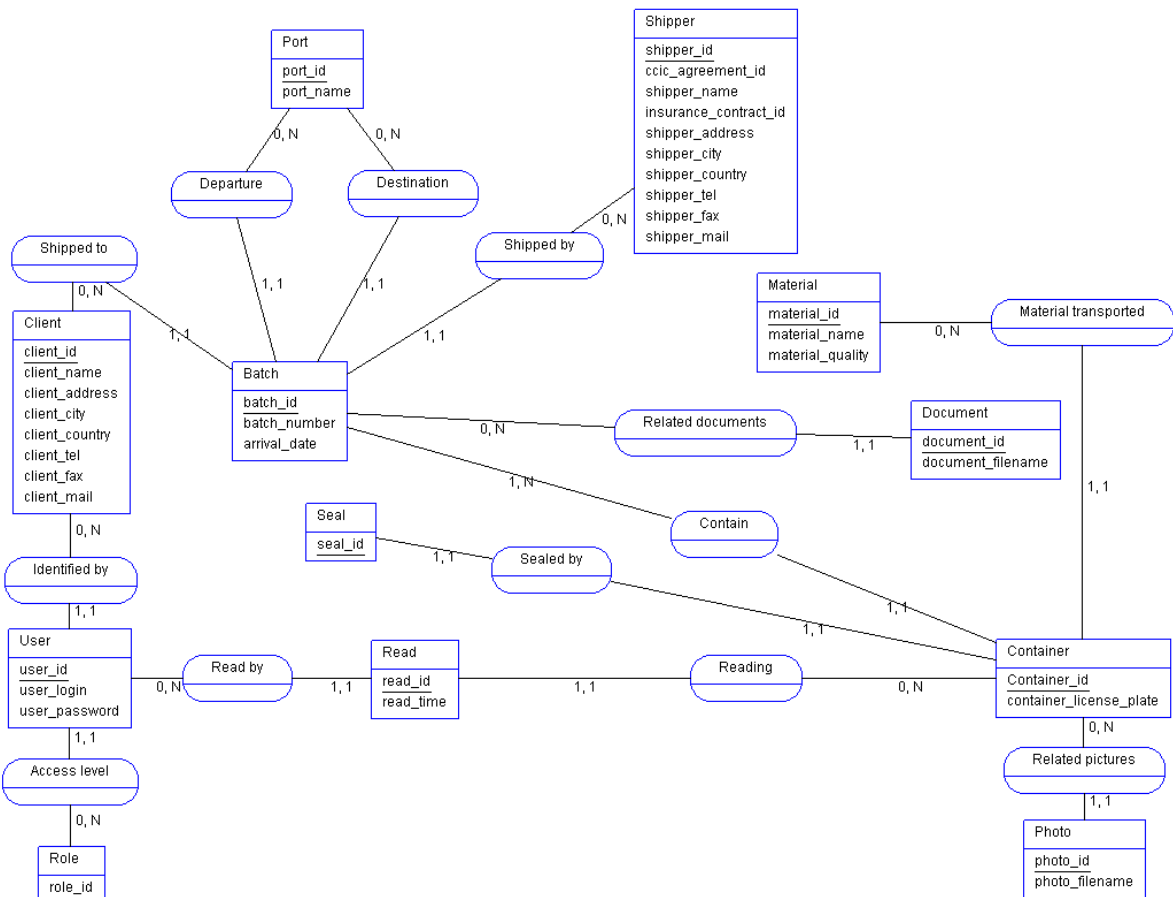 Shipper
shipper_id
ccic_agreement_id
shipper_name
insurance_contract_id
shipper_address
shipper_city
shipper_country
shipper_tel
shipper_fax
shipper_mail
Port
port_id
port_name
0, N
0, N
Departure
Destination
0, N
Shipped by
Shipped to
0, N
1, 1
1, 1
1, 1
1, 1
Material
material_id
material_name
material_quality
0, N
Material transported
1, 1
Client
client_id
client_name
client_address
client_city
client_country
client_tel
client_fax
client_mail
Batch
batch_id
batch_number
arrival_date
0, N
Related documents
1, 1
Document
document_id
document_filename
1, N
Contain
1, 1
Seal
seal_id
1, 1
Sealed by
1, 1
0, N
Identified by
1, 1
User
user_id
user_login
user_password
0, N
Read by
1, 1
Read
read_id
read_time
1, 1
Reading
0, N
Container
Container_id
container_license_plate
0, N
Related pictures
1, 1
Photo
photo_id
photo_filename
1, 1
Access level
0, N
Role
role_id